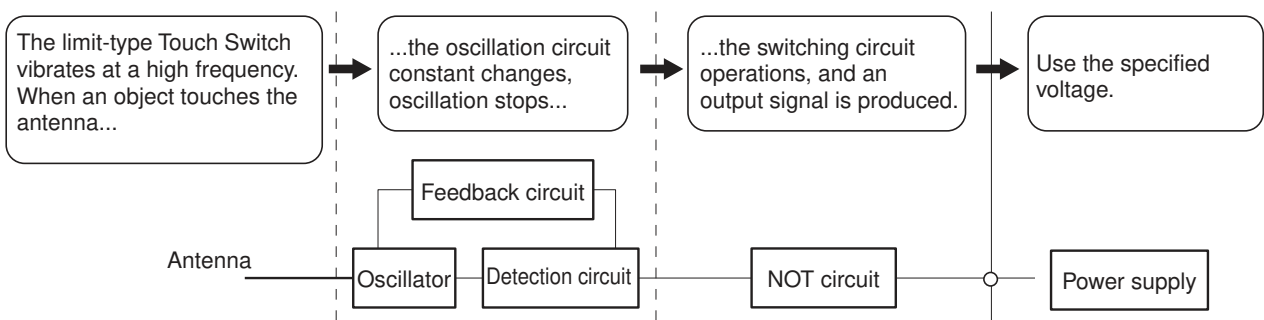 The limit-type Touch Switch
vibrates at a high frequency.
When an object touches the
antenna...
...the oscillation circuit
constant changes,
oscillation stops...
...the switching circuit
operations, and an
output signal is produced.
Use the specified
voltage.
Feedback circuit
Antenna
Oscillator
Detection circuit
NOT circuit
Power supply